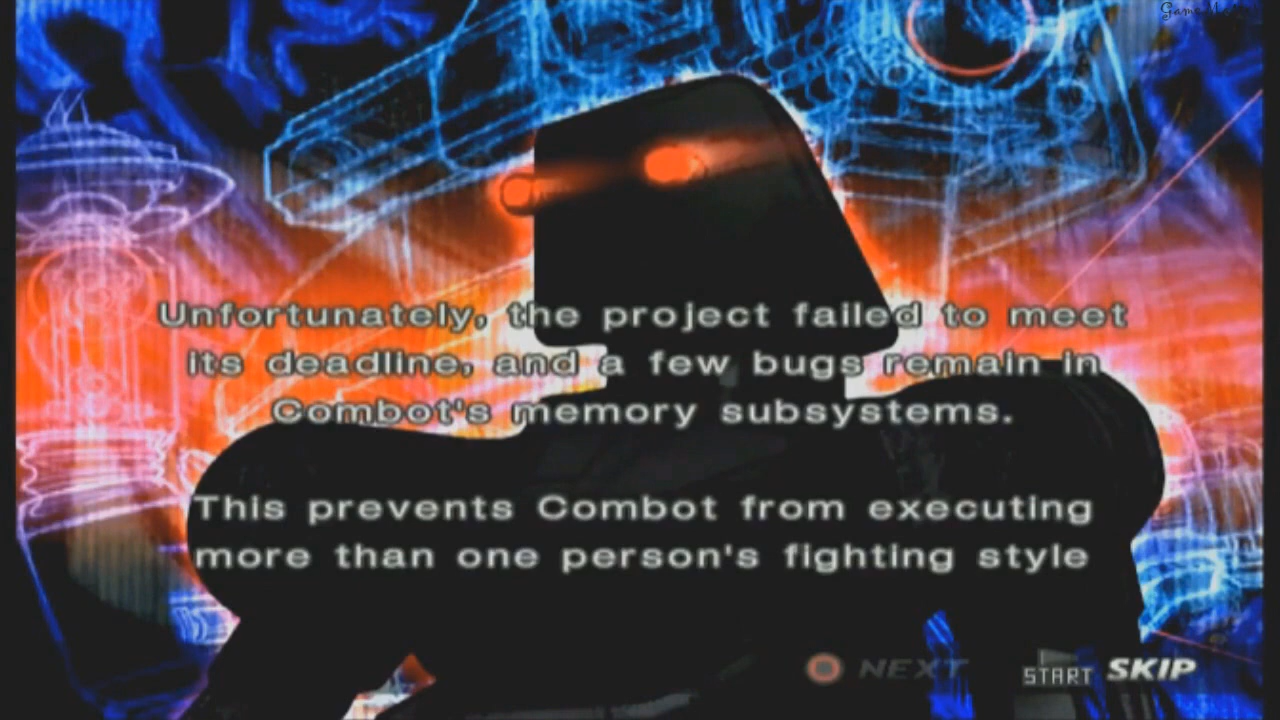 Unfortunately, the project failed to meet
its deadline, and a few bugs remain in
Combot's memory subsystems.
This prevents Combot from executing
more than one person's fighting style
NEXT START SKIP